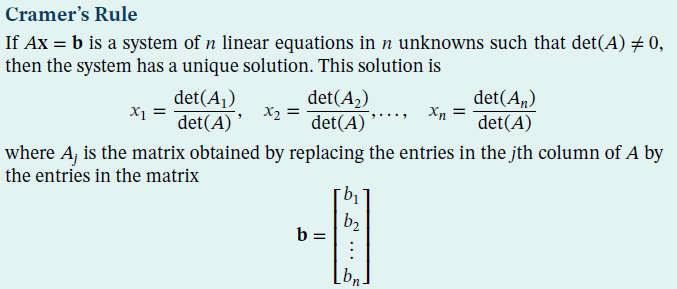 Cramer's Rule
If Ax = b is a system of n linear equations in n unknowns such that det(A) ≠ 0,
then the system has a unique solution. This solution is
x₁ = det(A₁)/det(A), x₂ = det(A₂)/det(A), . . . , xₙ = det(Aₙ)/det(A)
where Aⱼ is the matrix obtained by replacing the entries in the jth column of A by
the entries in the matrix
b = [b₁
b₂
⋮
bₙ]